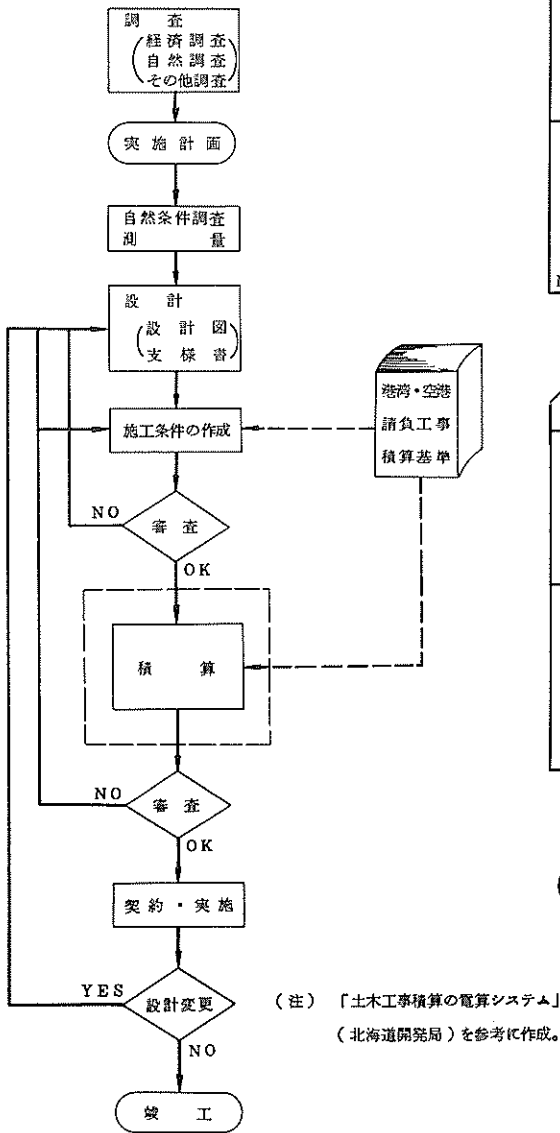 調査
経済調査
自然調査
その他調査
実施計画
自然条件調査
測量
設計
設計図
支様書
施工条件の作成
港湾・空港
請負工事
積算基準
NO
審査
OK
積算
NO
審査
OK
契約・実施
YES
設計変更
NO
竣工
(注) 「土木工事積算の電算システム」
(北海道開発局)を参考に作成。